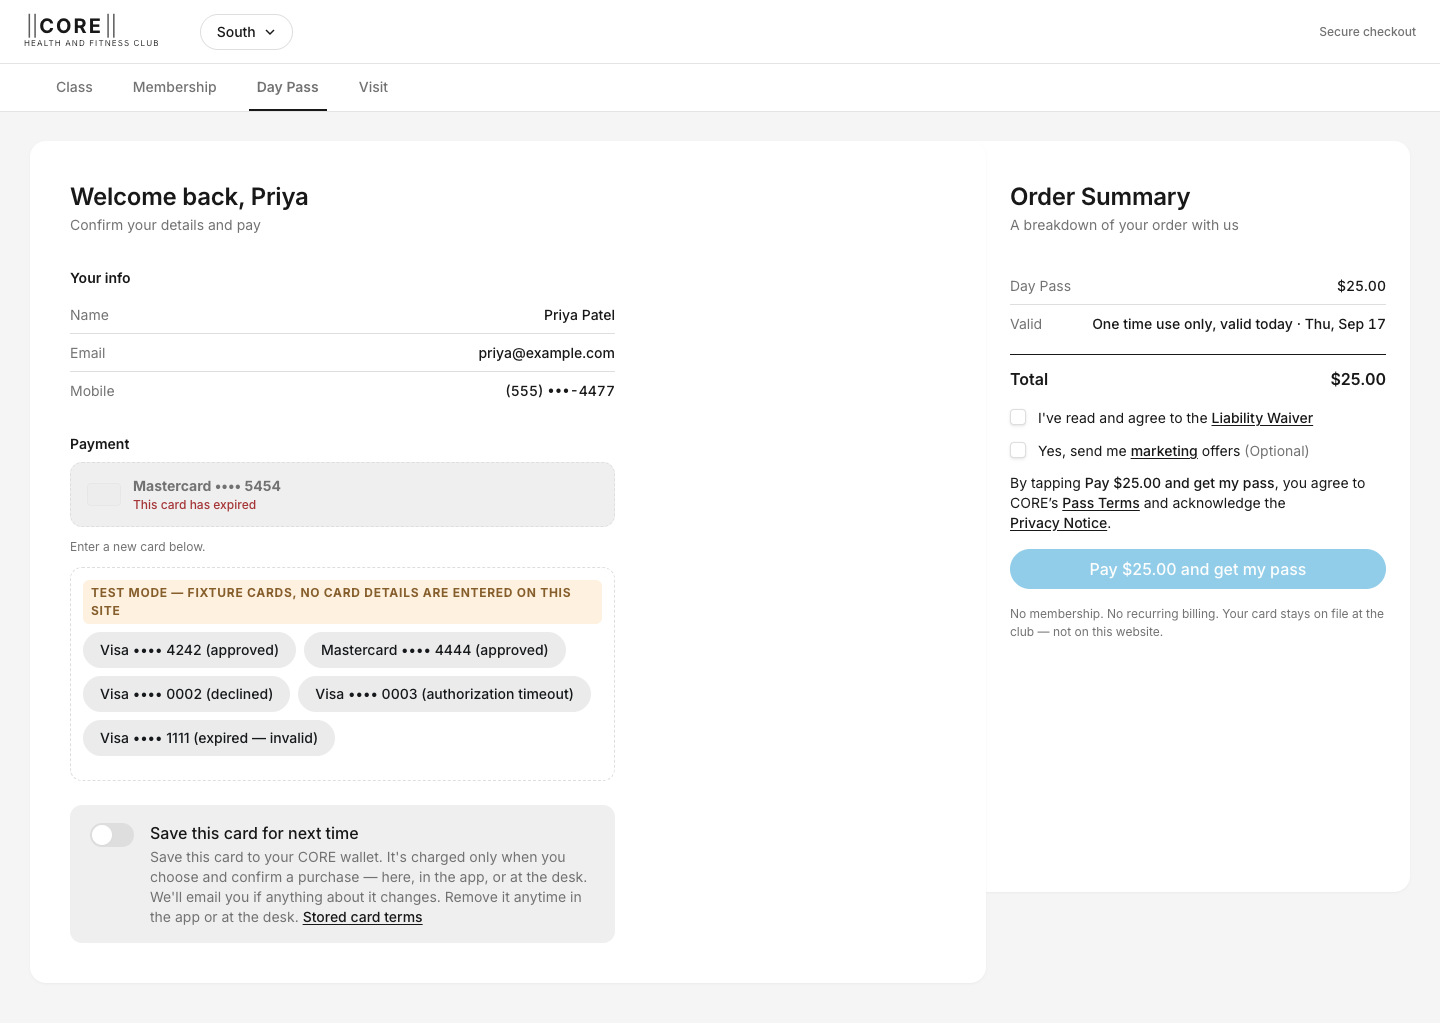 CORE
HEALTH AND FITNESS CLUB
South
Secure checkout
Class
Membership
Day Pass
Visit
Welcome back, Priya
Confirm your details and pay
Your info
Name
Priya Patel
Email
priya@example.com
Mobile
(555) •••-4477
Payment
Mastercard •••• 5454
This card has expired
Enter a new card below.
TEST MODE — FIXTURE CARDS, NO CARD DETAILS ARE ENTERED ON THIS
SITE
Visa •••• 4242 (approved)
Mastercard •••• 4444 (approved)
Visa •••• 0002 (declined)
Visa •••• 0003 (authorization timeout)
Visa •••• 1111 (expired — invalid)
Save this card for next time
Save this card to your CORE wallet. It's charged only when you
choose and confirm a purchase — here, in the app, or at the desk.
We'll email you if anything about it changes. Remove it anytime in
the app or at the desk. Stored card terms
Order Summary
A breakdown of your order with us
Day Pass
$25.00
Valid
One time use only, valid today · Thu, Sep 17
Total
$25.00
I've read and agree to the Liability Waiver
Yes, send me marketing offers (Optional)
By tapping Pay $25.00 and get my pass, you agree to
CORE’s Pass Terms and acknowledge the
Privacy Notice.
Pay $25.00 and get my pass
No membership. No recurring billing. Your card stays on file at the
club — not on this website.